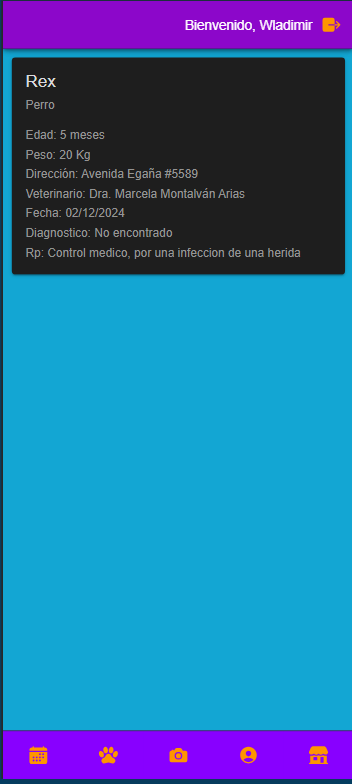 Bienvenido, Wladimir
Rex
Perro
Edad: 5 meses
Peso: 20 Kg
Dirección: Avenida Egaña #5589
Veterinario: Dra. Marcela Montalván Arias
Fecha: 02/12/2024
Diagnostico: No encontrado
Rp: Control medico, por una infeccion de una herida